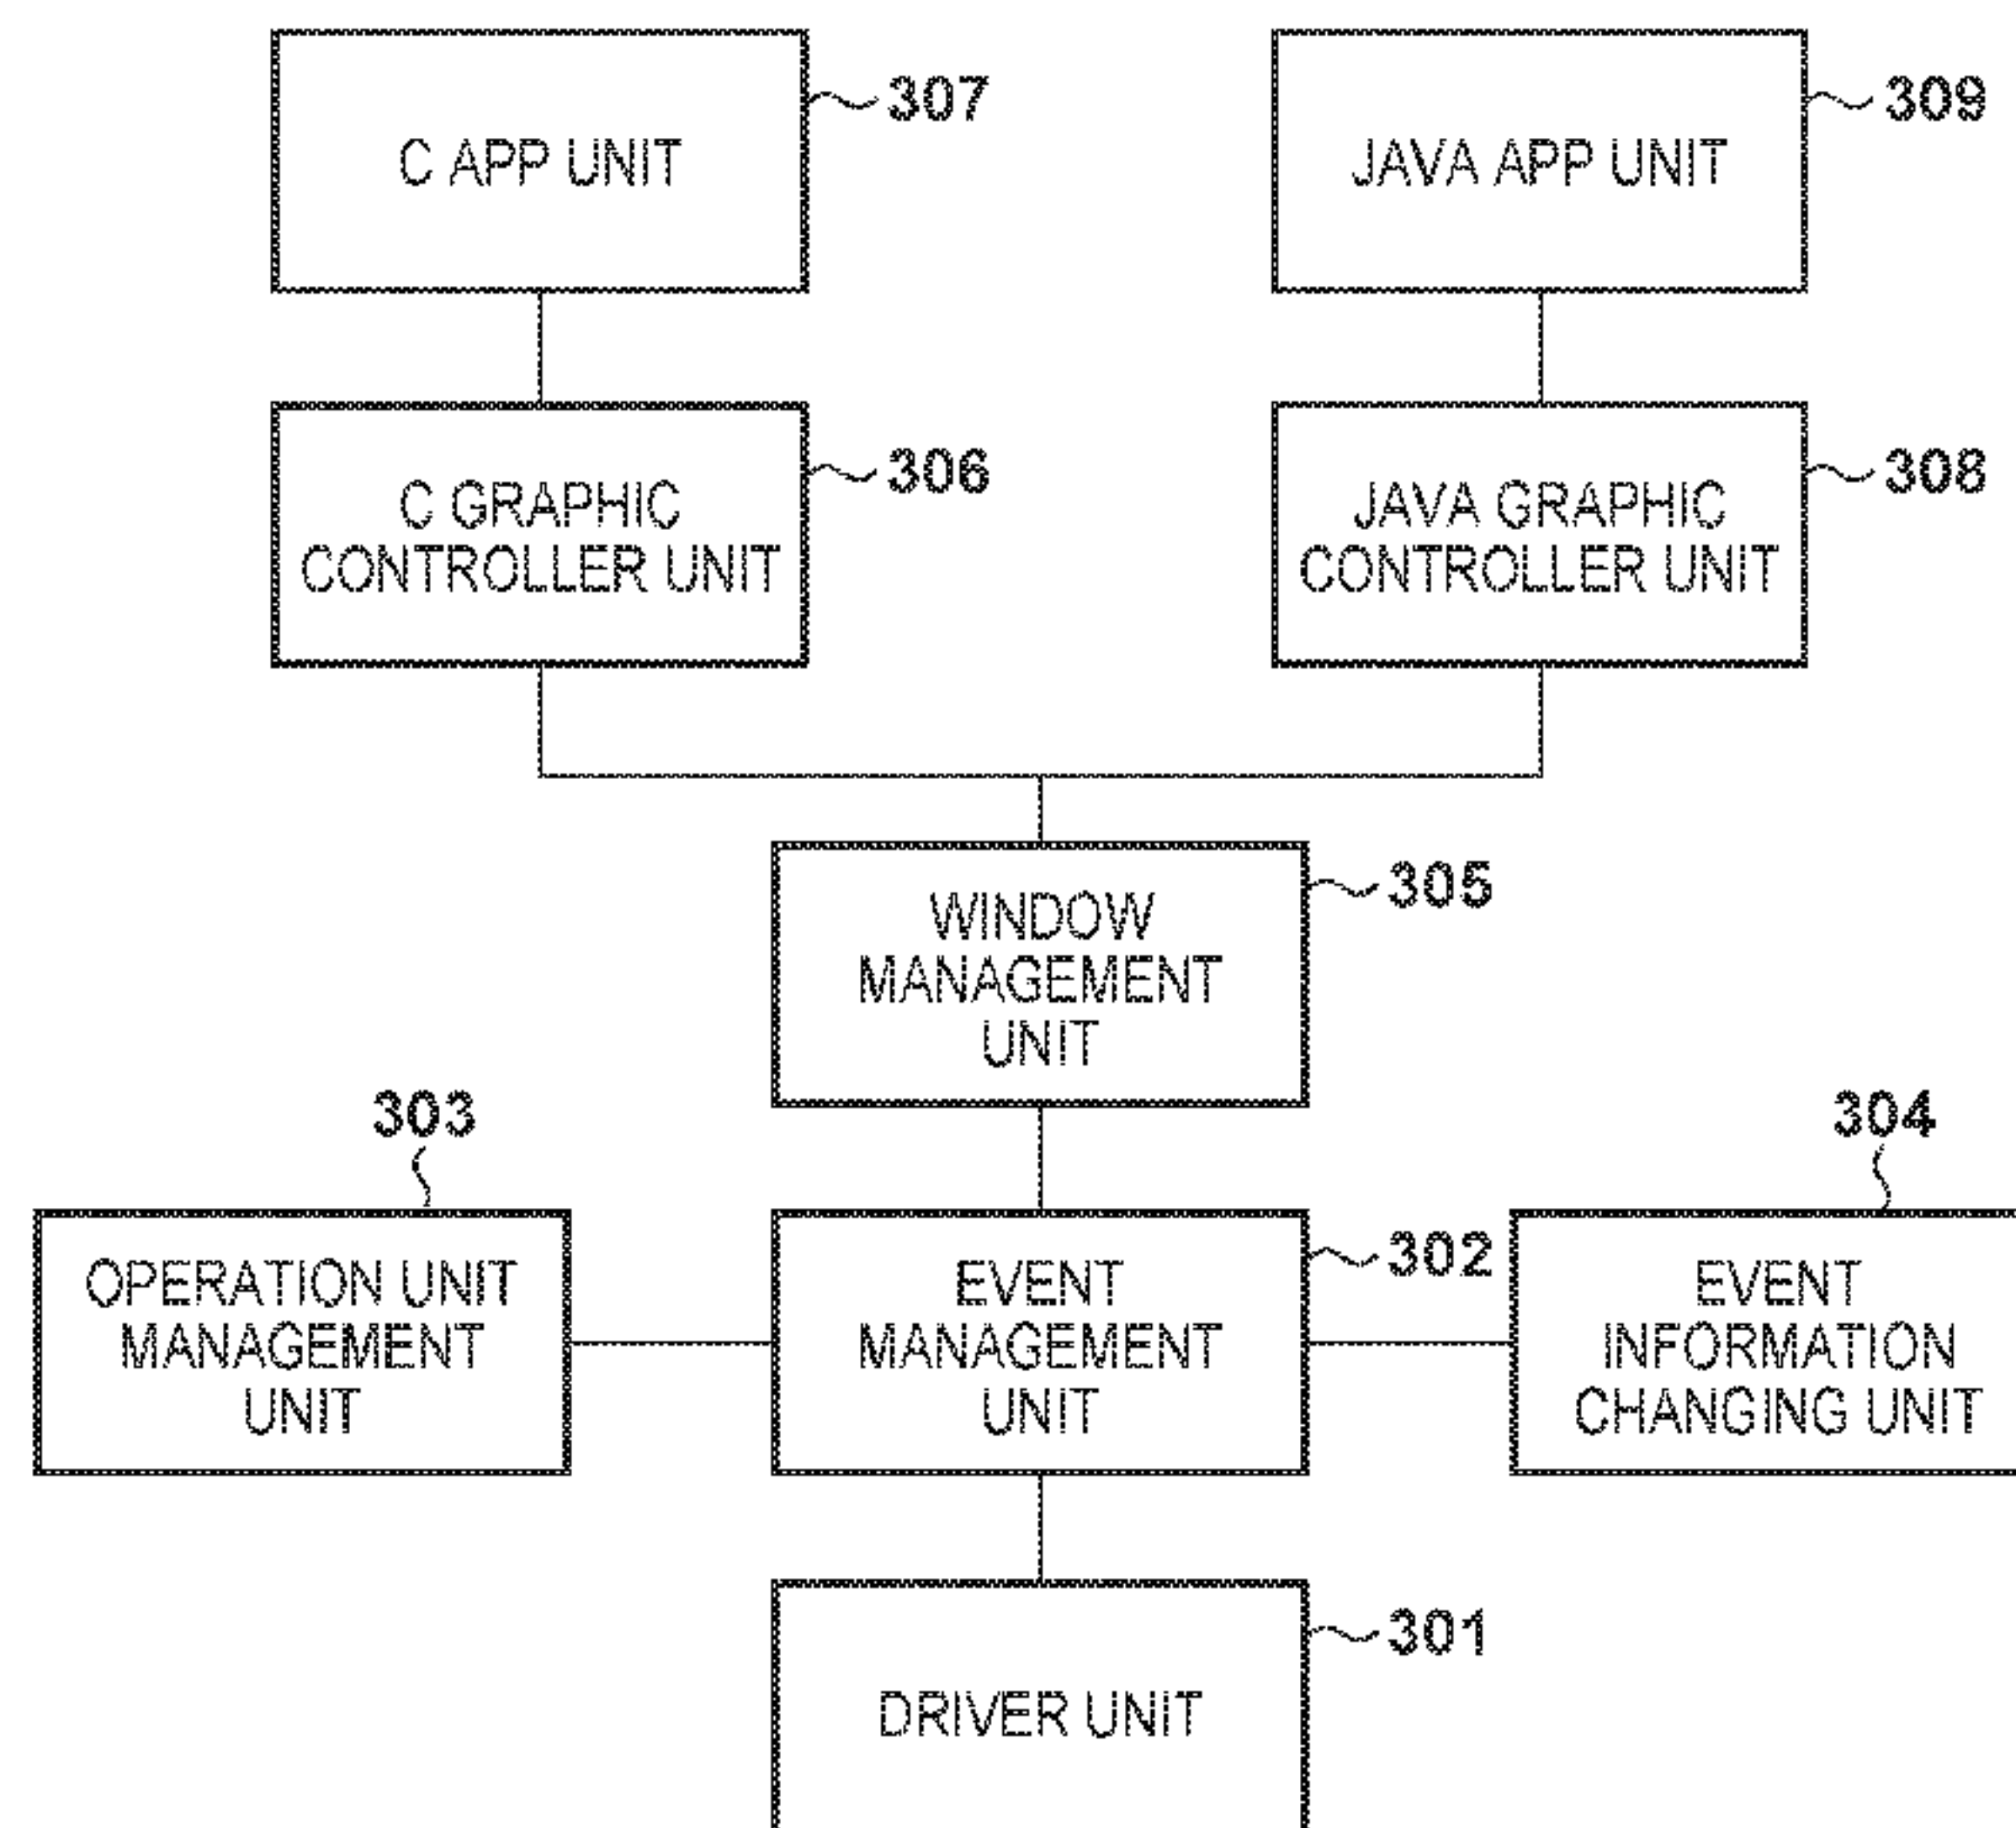 C APP UNIT
307
JAVA APP UNIT
309
C GRAPHIC
CONTROLLER UNIT
306
JAVA GRAPHIC
CONTROLLER UNIT
308
WINDOW
MANAGEMENT
UNIT
305
303
OPERATION UNIT
MANAGEMENT
UNIT
EVENT
MANAGEMENT
UNIT
302
304
EVENT
INFORMATION
CHANGING UNIT
DRIVER UNIT
301